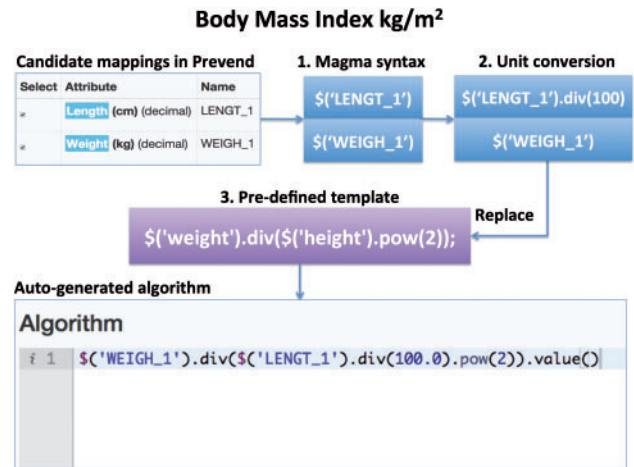 Body Mass Index kg/m²
Candidate mappings in Prevend
Select Attribute Name
Length (cm) (decimal) LENGT_1
Weight (kg) (decimal) WEIGH_1
1. Magma syntax
$(‘LENGT_1’)
$(‘WEIGH_1’)
2. Unit conversion
$(‘LENGT_1’).div(100)
$(‘WEIGH_1’)
Replace
3. Pre-defined template
$('weight').div($('height').pow(2));
Auto-generated algorithm
Algorithm
i 1 $('WEIGH_1').div($('LENGT_1').div(100.0).pow(2)).value()